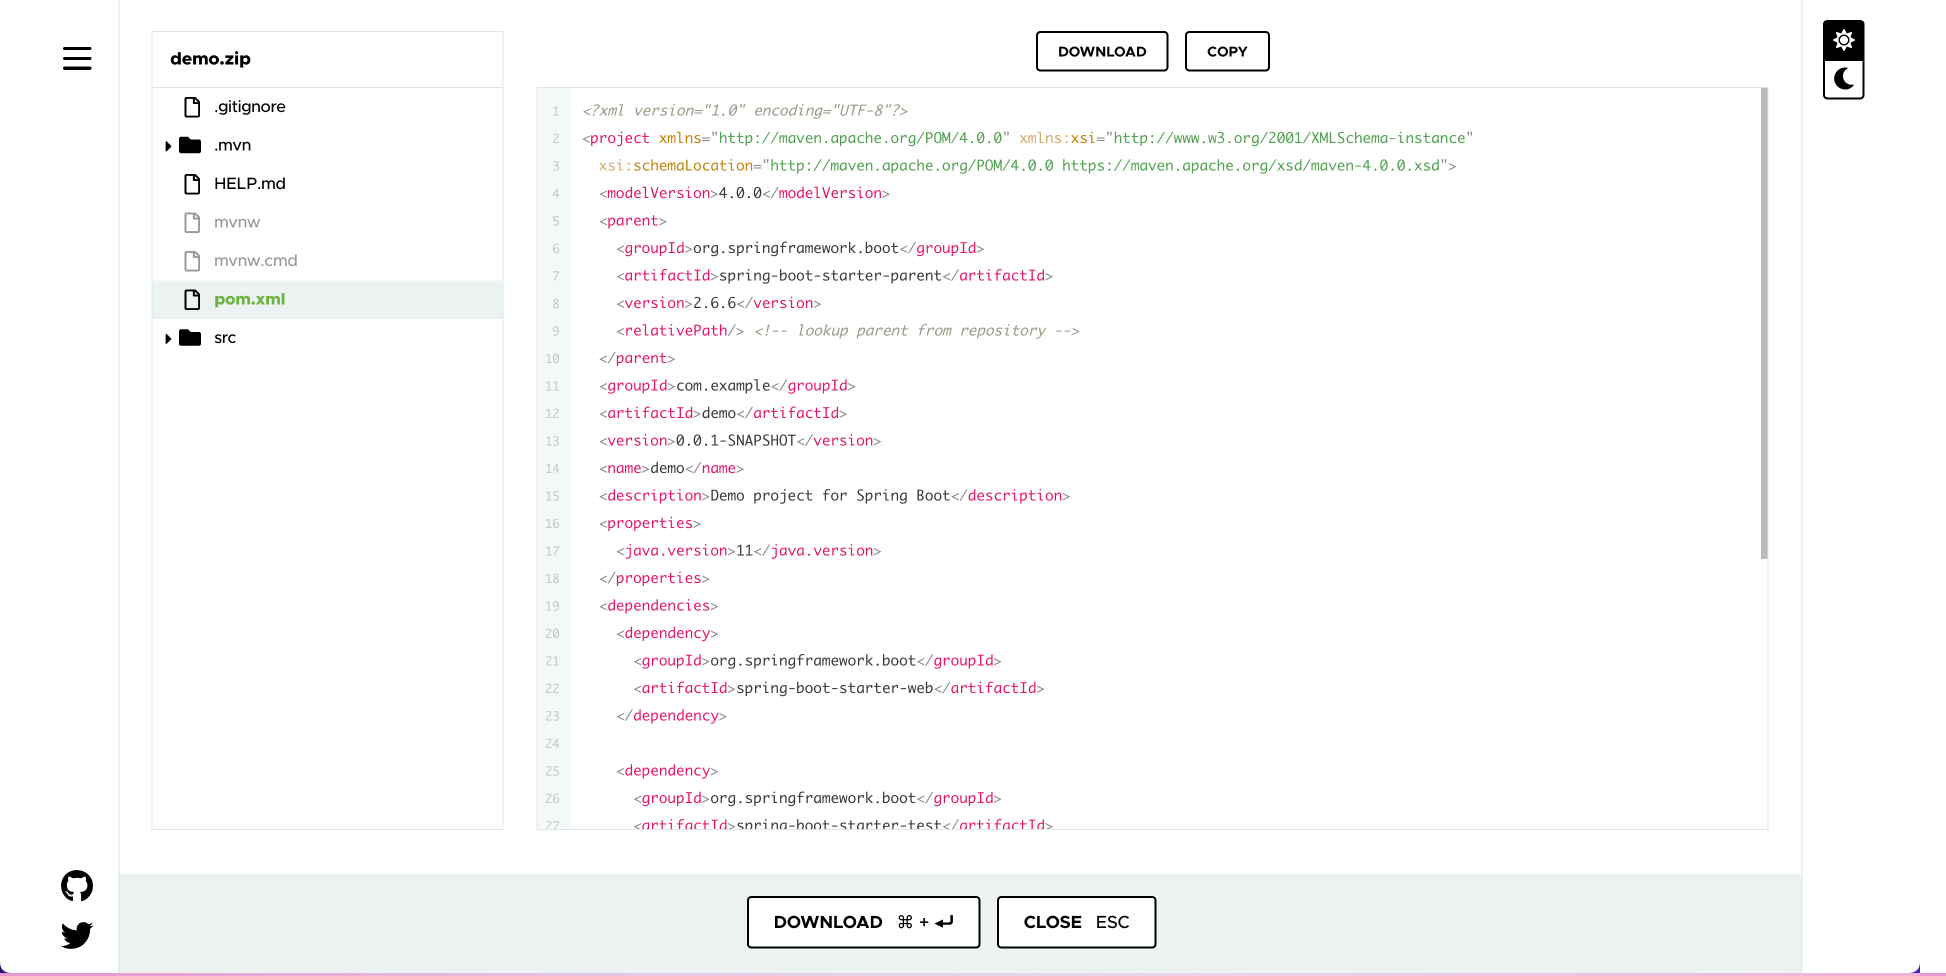 demo.zip
.gitignore
.mvn
HELP.md
mvnw
mvnw.cmd
pom.xml
src
DOWNLOAD COPY
1 <?xml version="1.0" encoding="UTF-8"?>
2 <project xmlns="http://maven.apache.org/POM/4.0.0" xmlns:xsi="http://www.w3.org/2001/XMLSchema-instance"
3 xsi:schemaLocation="http://maven.apache.org/POM/4.0.0 https://maven.apache.org/xsd/maven-4.0.0.xsd">
4 <modelVersion>4.0.0</modelVersion>
5 <parent>
6 <groupId>org.springframework.boot</groupId>
7 <artifactId>spring-boot-starter-parent</artifactId>
8 <version>2.6.6</version>
9 <relativePath/> <!-- lookup parent from repository -->
10 </parent>
11 <groupId>com.example</groupId>
12 <artifactId>demo</artifactId>
13 <version>0.0.1-SNAPSHOT</version>
14 <name>demo</name>
15 <description>Demo project for Spring Boot</description>
16 <properties>
17 <java.version>11</java.version>
18 </properties>
19 <dependencies>
20 <dependency>
21 <groupId>org.springframework.boot</groupId>
22 <artifactId>spring-boot-starter-web</artifactId>
23 </dependency>
24
25 <dependency>
26 <groupId>org.springframework.boot</groupId>
27 <artifactId>spring-boot-starter-test</artifactId>
DOWNLOAD ⌘ + ↵ CLOSE ESC